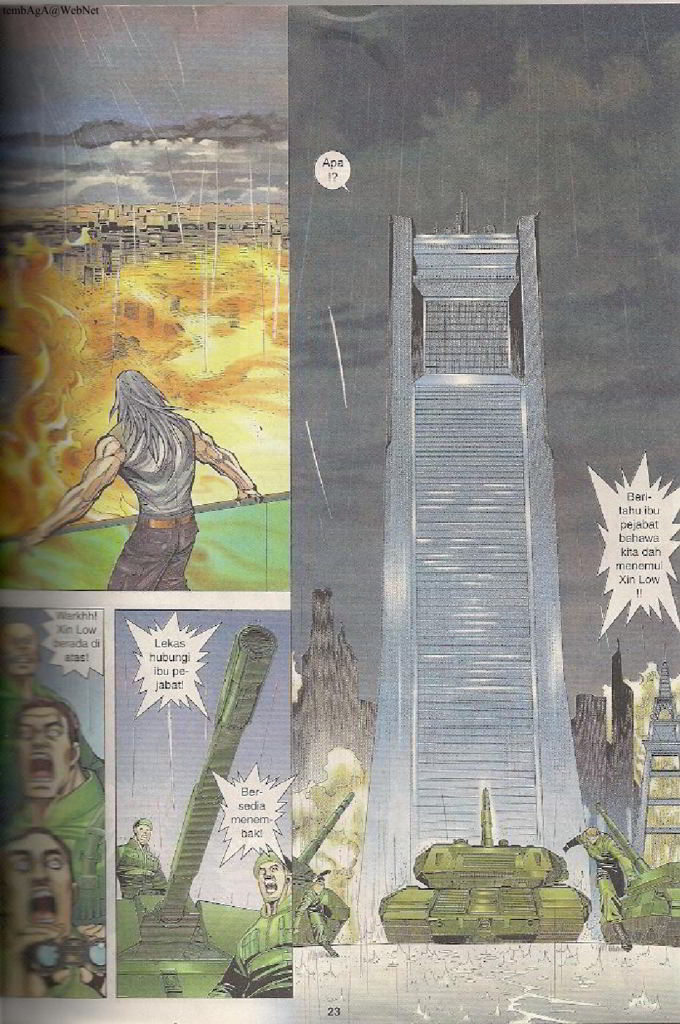 tembAgA@WebNet
Warkhh!
Xin Low
berada di
atas!
Lekas
hubungi
ibu pe-
jabat!
Ber-
sedia
menem-
bak!
Apa
!?
Beri-
tahu ibu
pejabat
bahawa
kita dah
menemui
Xin Low
!!
23